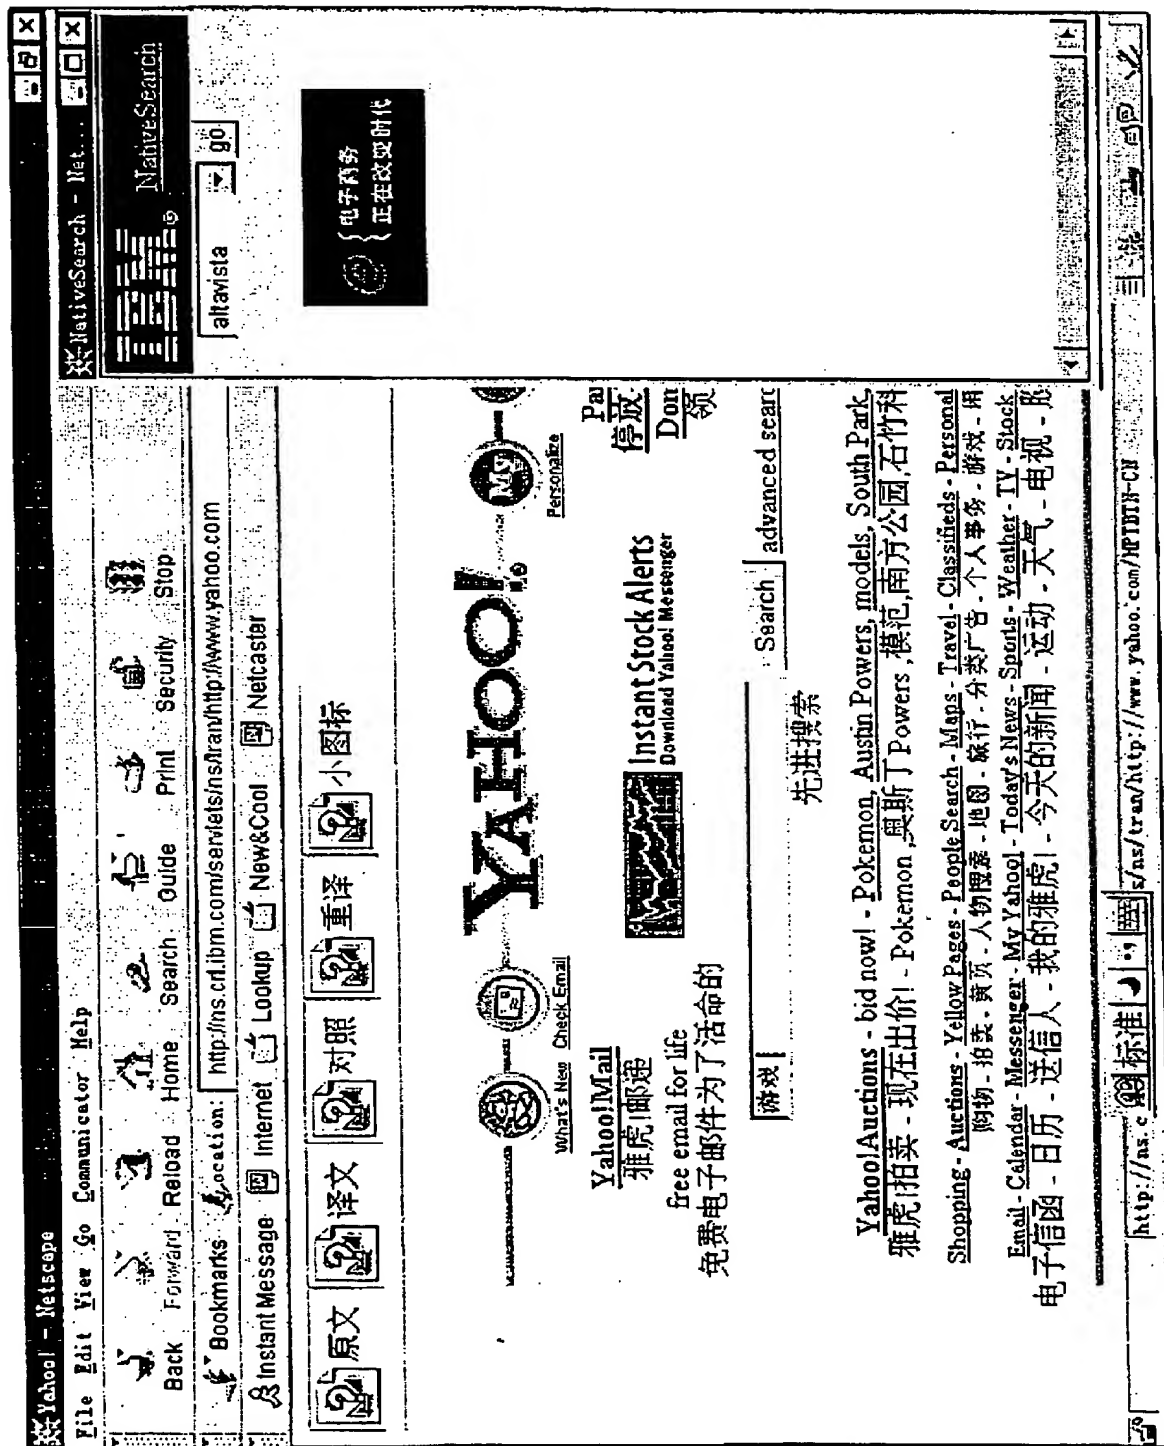 Yahoo! - Netscape
File Edit View Go Communicator Help
Back Forward Reload Home Search Guide Print Security Stop
Bookmarks Location: http://ns.crl.ibm.com/servlets/ns/tran/http://www.yahoo.com
Instant Message Internet Lookup New&Cool Netcaster
原文 译文 对照 重译 小图标
YAHOO!
What's New Check Email Personalize
Yahoo! Mail
雅虎!邮递
free email for life
免费电子邮件为了活命的
Instant Stock Alerts
Download Yahoo! Messenger
Pa
停放
Don
领
游戏 Search advanced searc
先进搜索
Yahoo! Auctions - bid now! - Pokemon, Austin Powers, models, South Park,
雅虎!拍卖 - 现在出价! - Pokemon ,奥斯丁Powers ,模范,南方公园,石竹科
Shopping - Auctions - Yellow Pages - People Search - Maps - Travel - Classifieds - Personal
购物 - 拍卖 - 黄页 - 人物搜索 - 地图 - 旅行 - 分类广告 - 个人事务 - 游戏 - 闲
Email - Calendar - Messenger - My Yahoo! - Today's News - Sports - Weather - TV - Stock
电子信函 - 日历 - 送信人 - 我的雅虎! - 今天的新闻 - 运动 - 天气 - 电视 - 股
NativeSearch - Net...
IBM NativeSearch
altavista go
电子商务
正在改变时代
http://ns.c 标准 s/ns/tran/http://www.yahoo.com/HPTDTH-CN